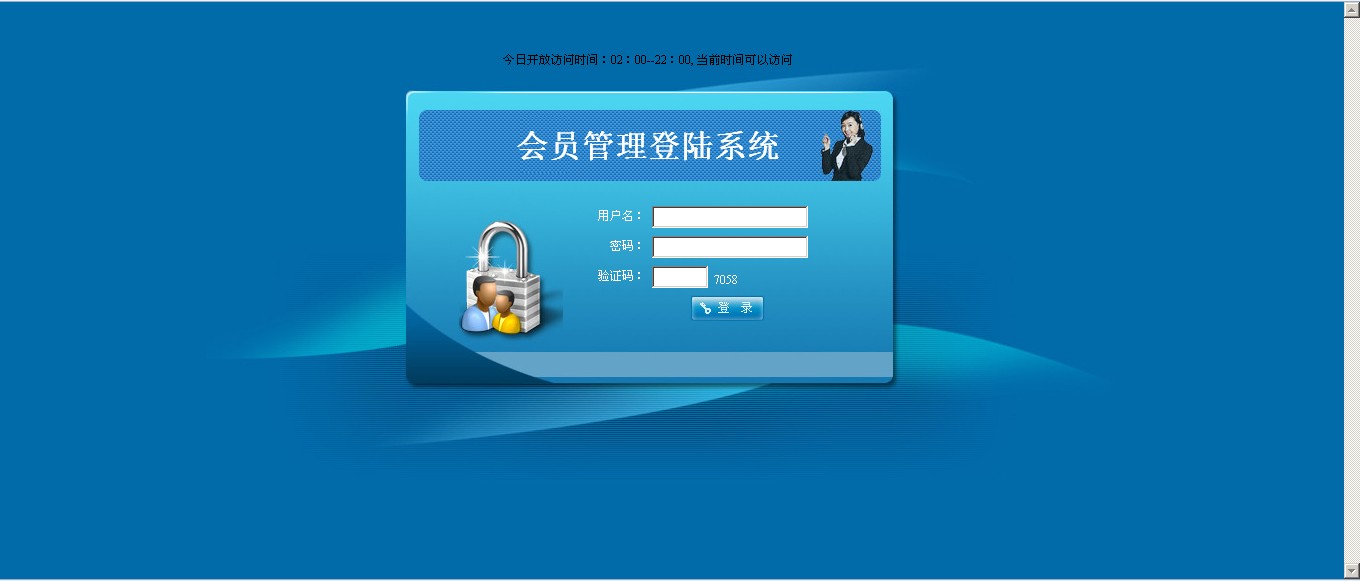 今日开放访问时间：02：00--22：00, 当前时间可以访问
会员管理登陆系统
用户名：
密码：
验证码： 7058
登 录